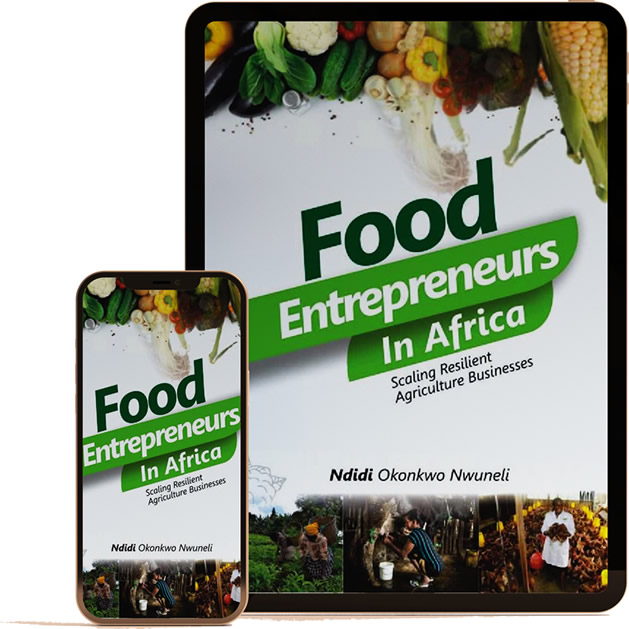 Food
Entrepreneurs
In Africa
Scaling Resilient
Agriculture Businesses
Ndidi Okonkwo Nwuneli
Food
Entrepreneurs
In Africa
Scaling Resilient
Agriculture Businesses
Ndidi Okonkwo Nwuneli